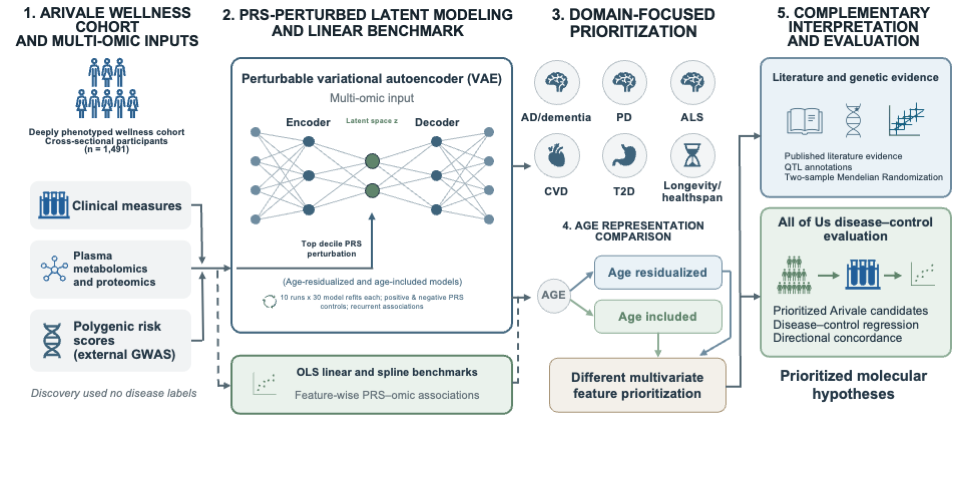 1. ARIVALE WELLNESS
COHORT
AND MULTI-OMIC INPUTS
Deeply phenotyped wellness cohort
Cross-sectional participants
(n = 1,491)
Clinical measures
Plasma
metabolomics
and proteomics
Polygenic risk
scores
(external GWAS)
Discovery used no disease labels
2. PRS-PERTURBED LATENT MODELING
AND LINEAR BENCHMARK
Perturbable variational autoencoder (VAE)
Multi-omic input
Encoder
Latent space z
Decoder
Top decile PRS
perturbation
(Age-residualized and age-included models)
10 runs x 30 model refits each; positive & negative PRS
controls; recurrent associations
OLS linear and spline benchmarks
Feature-wise PRS–omic associations
3. DOMAIN-FOCUSED
PRIORITIZATION
AD/dementia
PD
ALS
CVD
T2D
Longevity/
healthspan
4. AGE REPRESENTATION
COMPARISON
AGE
Age residualized
Age included
Different multivariate
feature prioritization
5. COMPLEMENTARY
INTERPRETATION
AND EVALUATION
Literature and genetic evidence
Published literature evidence
QTL annotations
Two-sample Mendelian Randomization
All of Us disease–control
evaluation
Prioritized Arivale candidates
Disease–control regression
Directional concordance
Prioritized molecular
hypotheses